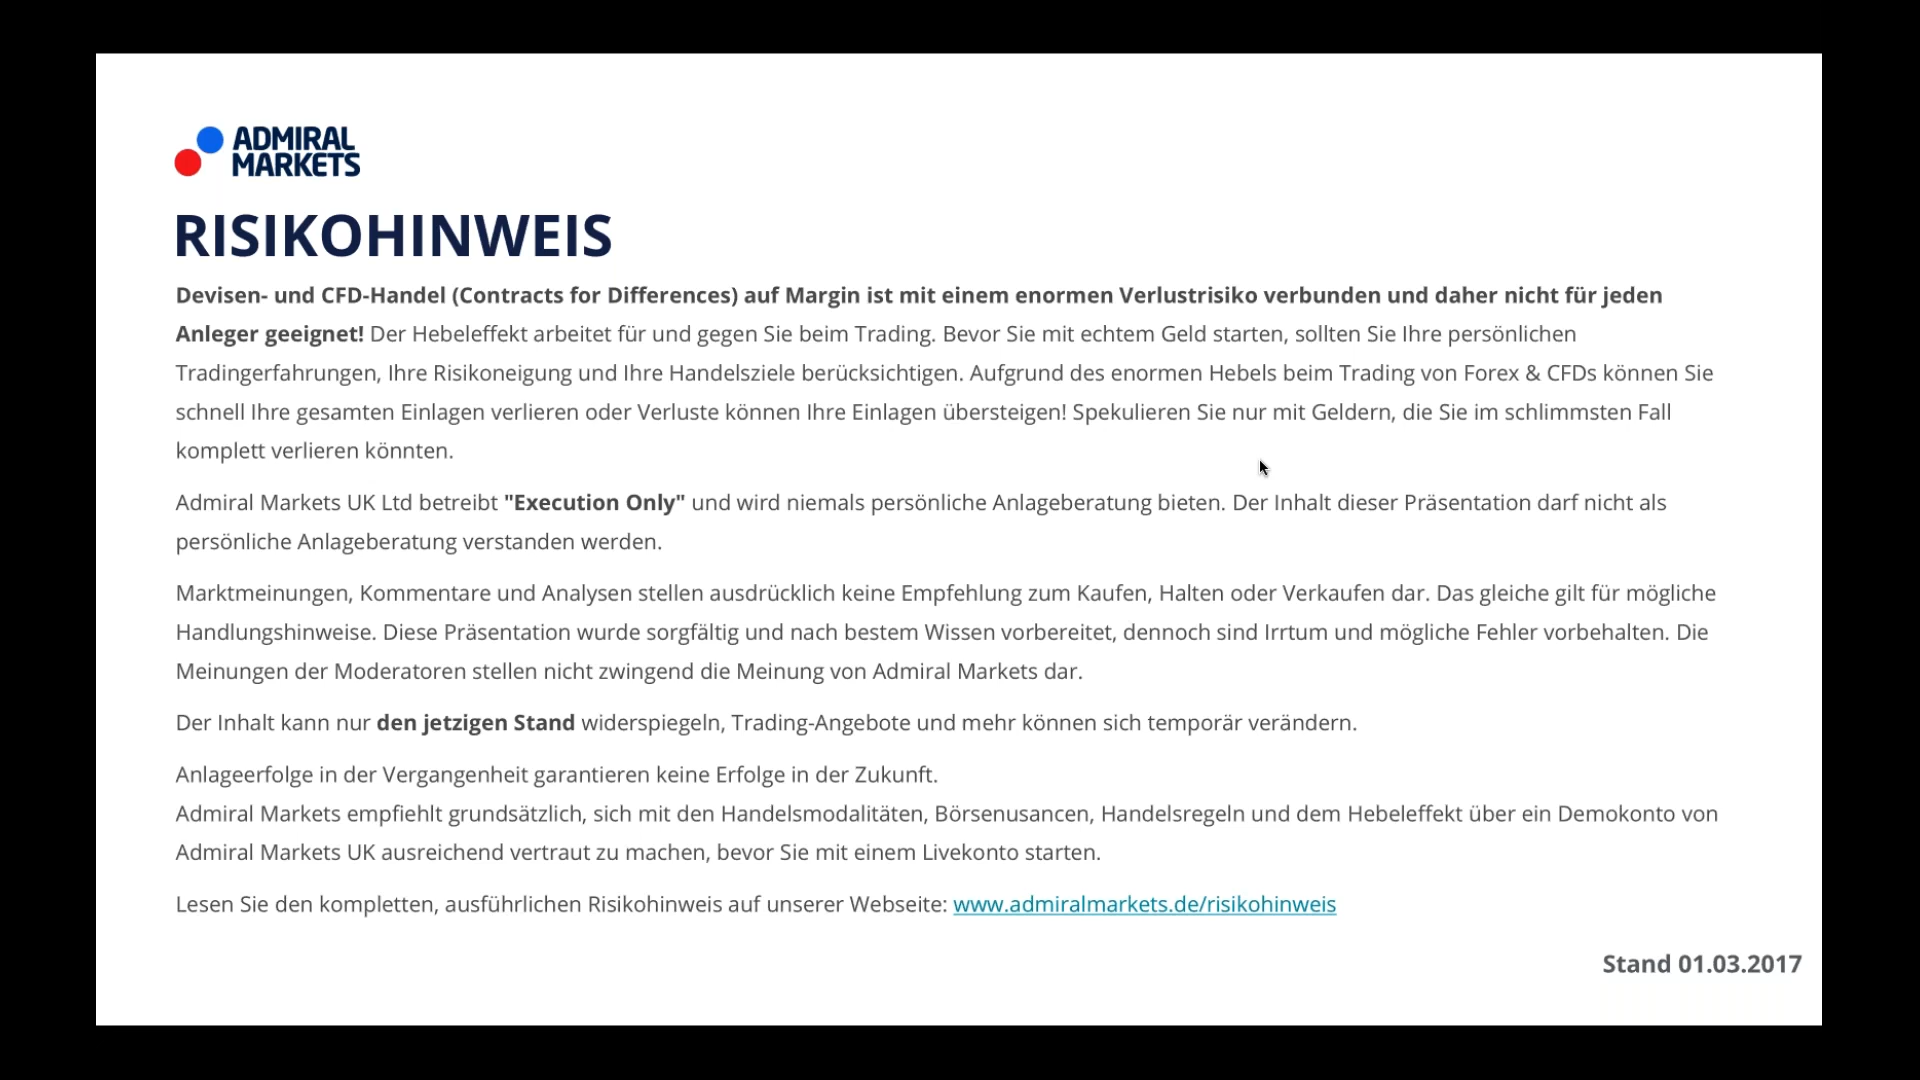 ADMIRAL
MARKETS
RISIKOHINWEIS
Devisen- und CFD-Handel (Contracts for Differences) auf Margin ist mit einem enormen Verlustrisiko verbunden und daher nicht für jeden
Anleger geeignet! Der Hebeleffekt arbeitet für und gegen Sie beim Trading. Bevor Sie mit echtem Geld starten, sollten Sie Ihre persönlichen
Tradingerfahrungen, Ihre Risikoneigung und Ihre Handelsziele berücksichtigen. Aufgrund des enormen Hebels beim Trading von Forex & CFDs können Sie
schnell Ihre gesamten Einlagen verlieren oder Verluste können Ihre Einlagen übersteigen! Spekulieren Sie nur mit Geldern, die Sie im schlimmsten Fall
komplett verlieren könnten.
Admiral Markets UK Ltd betreibt "Execution Only" und wird niemals persönliche Anlageberatung bieten. Der Inhalt dieser Präsentation darf nicht als
persönliche Anlageberatung verstanden werden.
Marktmeinungen, Kommentare und Analysen stellen ausdrücklich keine Empfehlung zum Kaufen, Halten oder Verkaufen dar. Das gleiche gilt für mögliche
Handlungshinweise. Diese Präsentation wurde sorgfältig und nach bestem Wissen vorbereitet, dennoch sind Irrtum und mögliche Fehler vorbehalten. Die
Meinungen der Moderatoren stellen nicht zwingend die Meinung von Admiral Markets dar.
Der Inhalt kann nur den jetzigen Stand widerspiegeln, Trading-Angebote und mehr können sich temporär verändern.
Anlageerfolge in der Vergangenheit garantieren keine Erfolge in der Zukunft.
Admiral Markets empfiehlt grundsätzlich, sich mit den Handelsmodalitäten, Börsenusancen, Handelsregeln und dem Hebeleffekt über ein Demokonto von
Admiral Markets UK ausreichend vertraut zu machen, bevor Sie mit einem Livekonto starten.
Lesen Sie den kompletten, ausführlichen Risikohinweis auf unserer Webseite: www.admiralmarkets.de/risikohinweis
Stand 01.03.2017